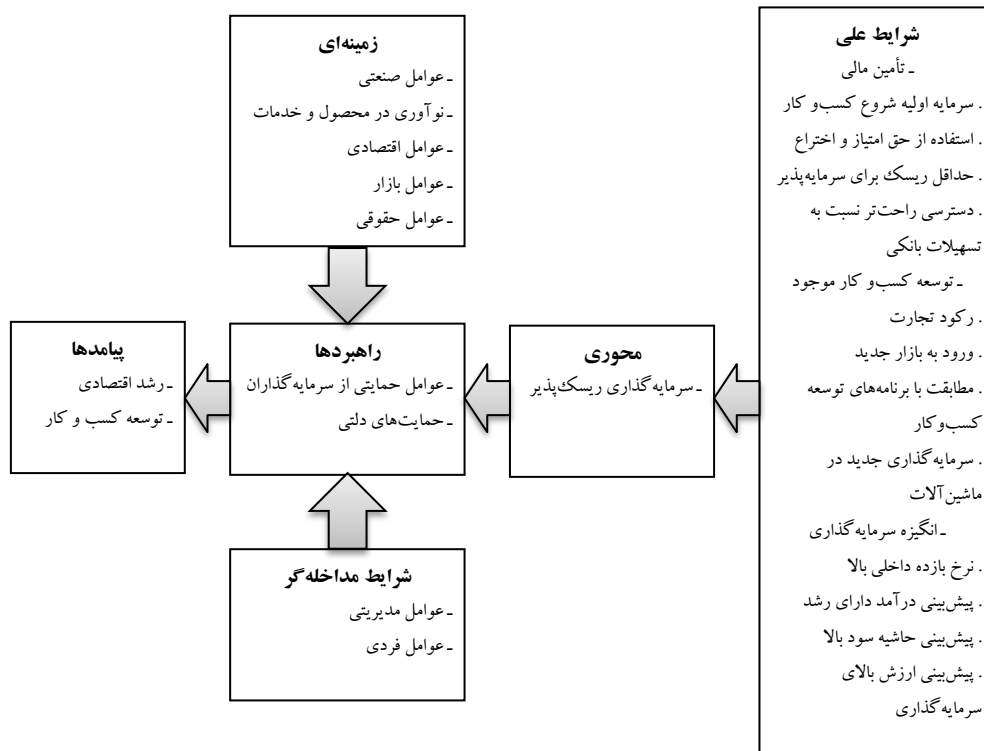 شرایط علی
ـ تأمین مالی
. سرمایه اولیه شروع کسب‌و کار
. استفاده از حق امتیاز و اختراع
. حداقل ریسک برای سرمایه‌پذیر
. دسترسی راحت‌تر نسبت به
تسهیلات بانکی
ـ توسعه کسب‌و کار موجود
. رکود تجارت
. ورود به بازار جدید
. مطابقت با برنامه‌های توسعه
کسب‌وکار
. سرمایه‌گذاری جدید در
ماشین‌آلات
ـ انگیزه سرمایه‌گذاری
. نرخ بازده داخلی بالا
. پیش‌بینی درآمد دارای رشد
. پیش‌بینی حاشیه سود بالا
. پیش‌بینی ارزش بالای
سرمایه‌گذاری
محوری
ـ سرمایه‌گذاری ریسک‌پذیر
زمینه‌ای
ـ عوامل صنعتی
ـ نوآوری در محصول و خدمات
ـ عوامل اقتصادی
ـ عوامل بازار
ـ عوامل حقوقی
راهبردها
ـ عوامل حمایتی از سرمایه‌گذاران
ـ حمایت‌های دلتی
شرایط مداخله‌گر
ـ عوامل مدیریتی
ـ عوامل فردی
پیامدها
ـ رشد اقتصادی
ـ توسعه کسب و کار